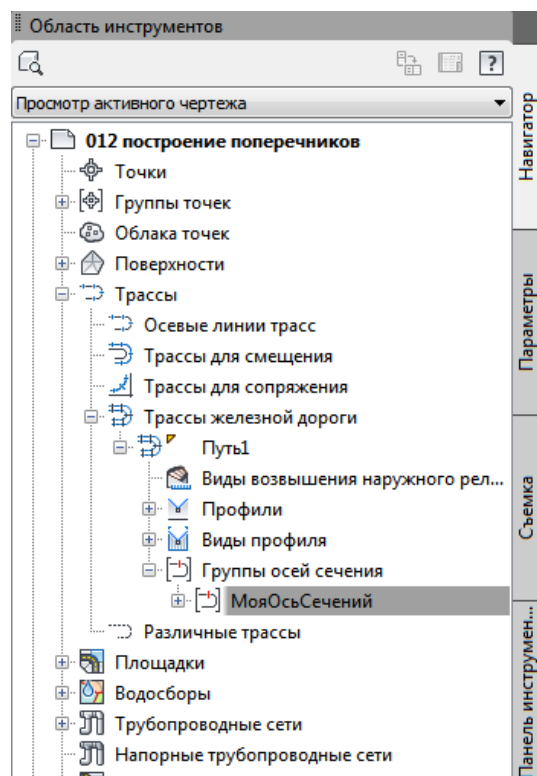 Область инструментов
?
Просмотр активного чертежа
012 построение поперечников
Точки
Группы точек
Облака точек
Поверхности
Трассы
Осевые линии трасс
Трассы для смещения
Трассы для сопряжения
Трассы железной дороги
Путь1
Виды возвышения наружного рел...
Профили
Виды профиля
Группы осей сечения
МояОсьСечений
Различные трассы
Площадки
Водосборы
Трубопроводные сети
Напорные трубопроводные сети
Навигатор
Параметры
Съемка
Панель инструмен...